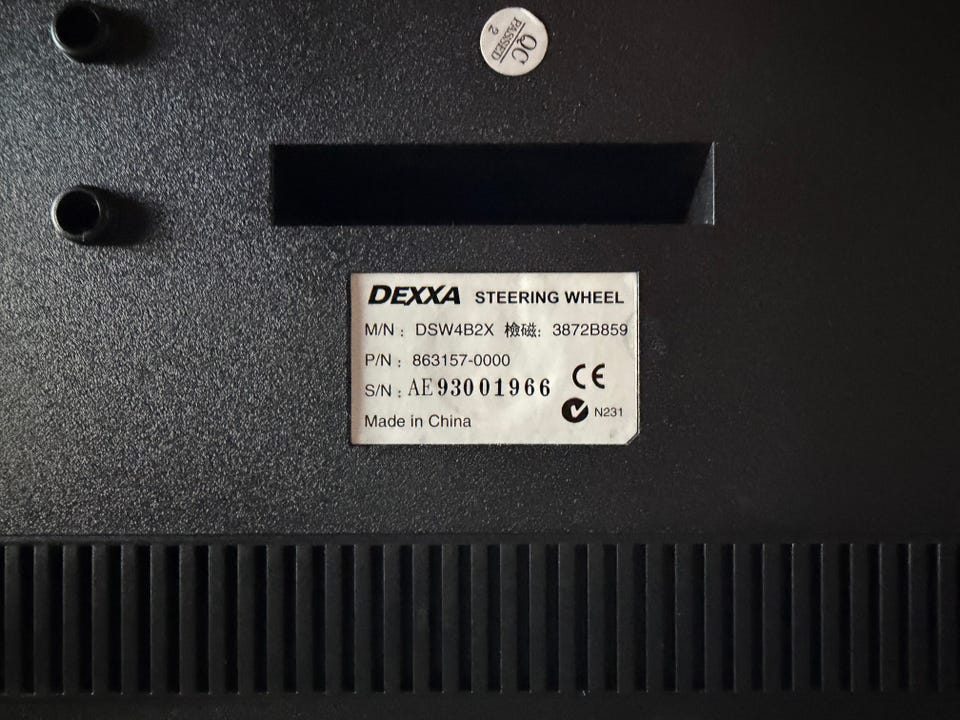 QC
PASSED
2
DEXXA STEERING WHEEL
M/N : DSW4B2X 檢磁: 3872B859
P/N : 863157-0000
S/N : AE93001966
CE
N231
Made in China